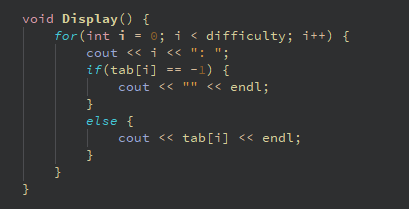 void Display() {
    for(int i = 0; i < difficulty; i++) {
        cout << i << ": ";
        if(tab[i] == -1) {
            cout << "" << endl;
        }
        else {
            cout << tab[i] << endl;
        }
    }
}